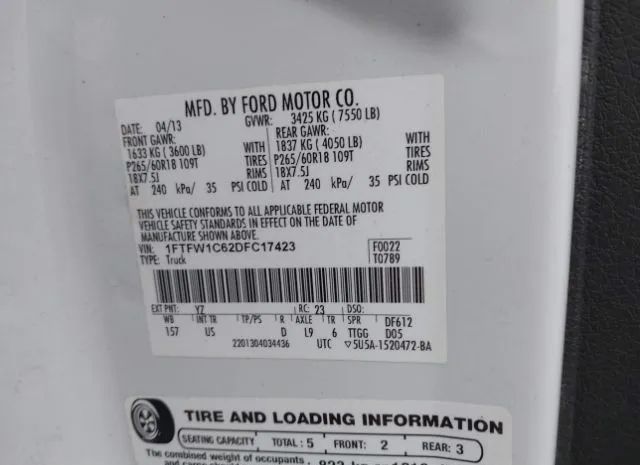 MFD. BY FORD MOTOR CO.
DATE: 04/13 GVWR: 3425 KG ( 7550 LB)
FRONT GAWR: REAR GAWR:
1633 KG ( 3600 LB) WITH 1837 KG ( 4050 LB) WITH
P265/60R18 109T TIRES P265/60R18 109T TIRES
18X7.5J RIMS 18X7.5J RIMS
AT 240 kPa/ 35 PSI COLD AT 240 kPa/ 35 PSI COLD
THIS VEHICLE CONFORMS TO ALL APPLICABLE FEDERAL MOTOR
VEHICLE SAFETY STANDARDS IN EFFECT ON THE DATE OF
MANUFACTURE SHOWN ABOVE.
VIN: 1FTFW1C62DFC17423 F0022
TYPE: Truck T0789
EXT PNT: YZ RC: 23 DSO:
WB INT TR TP/PS R AXLE TR SPR DF612
157 US D L9 6 TTGG D05
2201304034436 UTC ▽5U5A-1520472-BA
TIRE AND LOADING INFORMATION
SEATING CAPACITY TOTAL : 5 FRONT: 2 REAR: 3
The combined weight of occupants